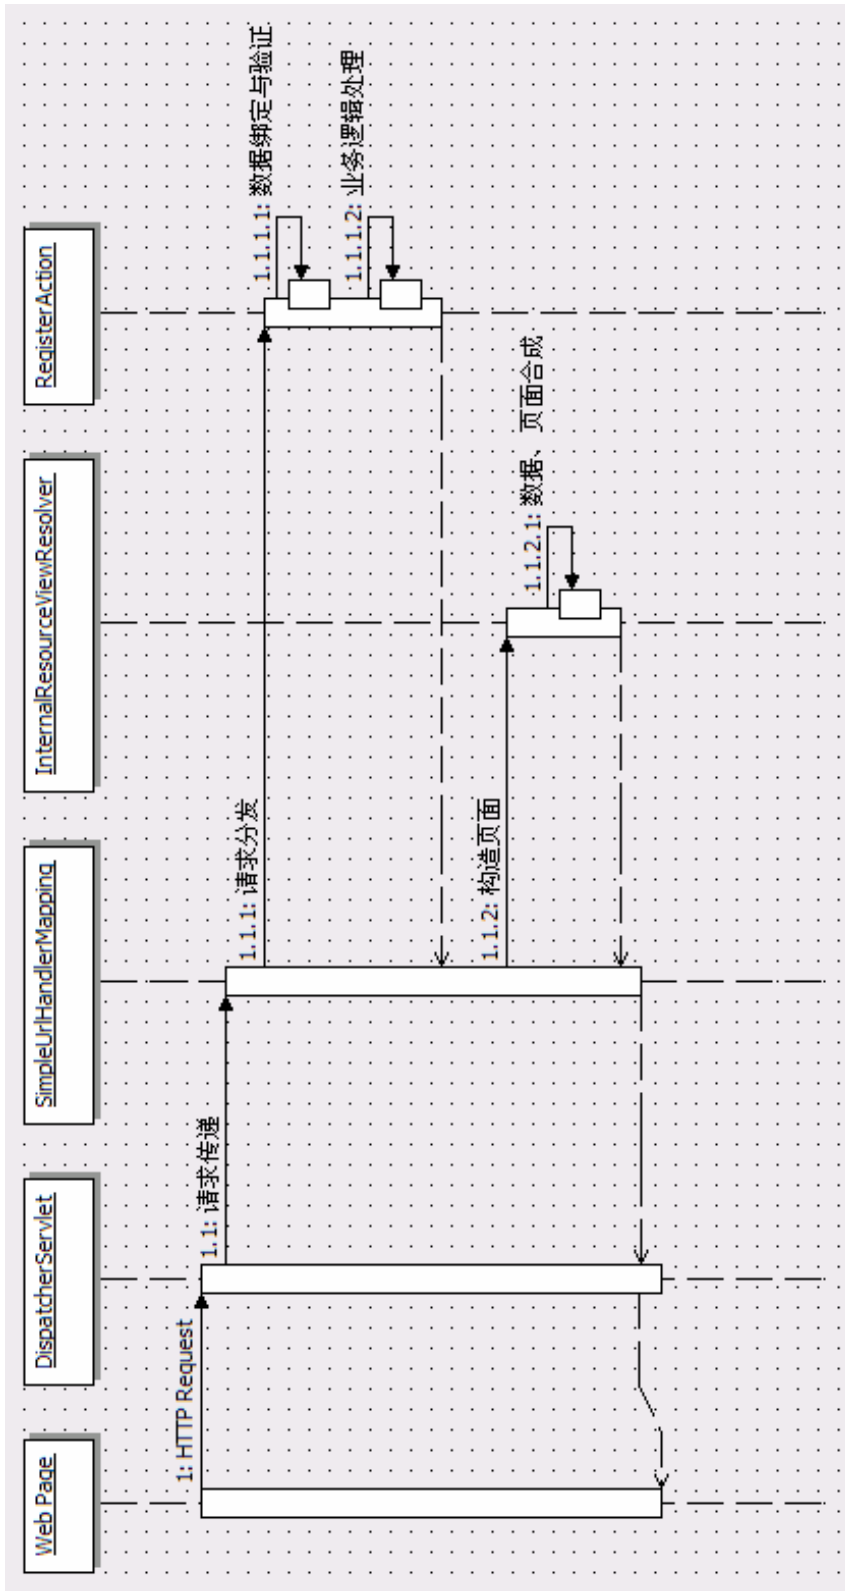 Web Page
DispatcherServlet
SimpleUrlHandlerMapping
InternalResourceViewResolver
RegisterAction
1: HTTP Request
1.1: 请求传递
1.1.1: 请求分发
1.1.1.1: 数据绑定与验证
1.1.1.2: 业务逻辑处理
1.1.2: 构造页面
1.1.2.1: 数据、 页面合成